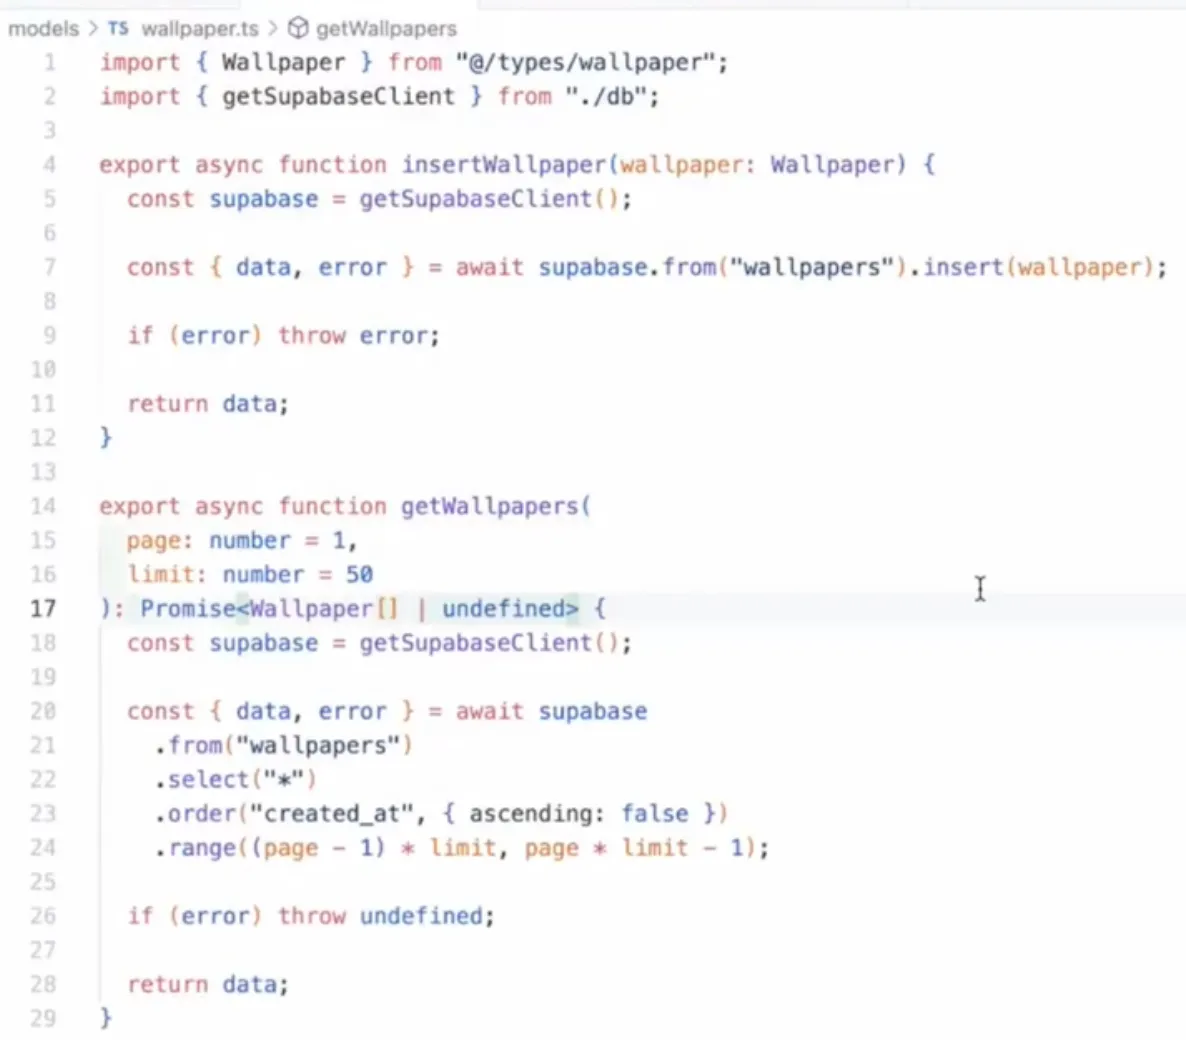 models > TS wallpaper.ts > getWallpapers
1 import { Wallpaper } from "@/types/wallpaper";
2 import { getSupabaseClient } from "./db";
3
4 export async function insertWallpaper(wallpaper: Wallpaper) {
5   const supabase = getSupabaseClient();
6
7   const { data, error } = await supabase.from("wallpapers").insert(wallpaper);
8
9   if (error) throw error;
10
11   return data;
12 }
13
14 export async function getWallpapers(
15   page: number = 1,
16   limit: number = 50
17 ): Promise<Wallpaper[] | undefined> {
18   const supabase = getSupabaseClient();
19
20   const { data, error } = await supabase
21     .from("wallpapers")
22     .select("*")
23     .order("created_at", { ascending: false })
24     .range((page - 1) * limit, page * limit - 1);
25
26   if (error) throw undefined;
27
28   return data;
29 }